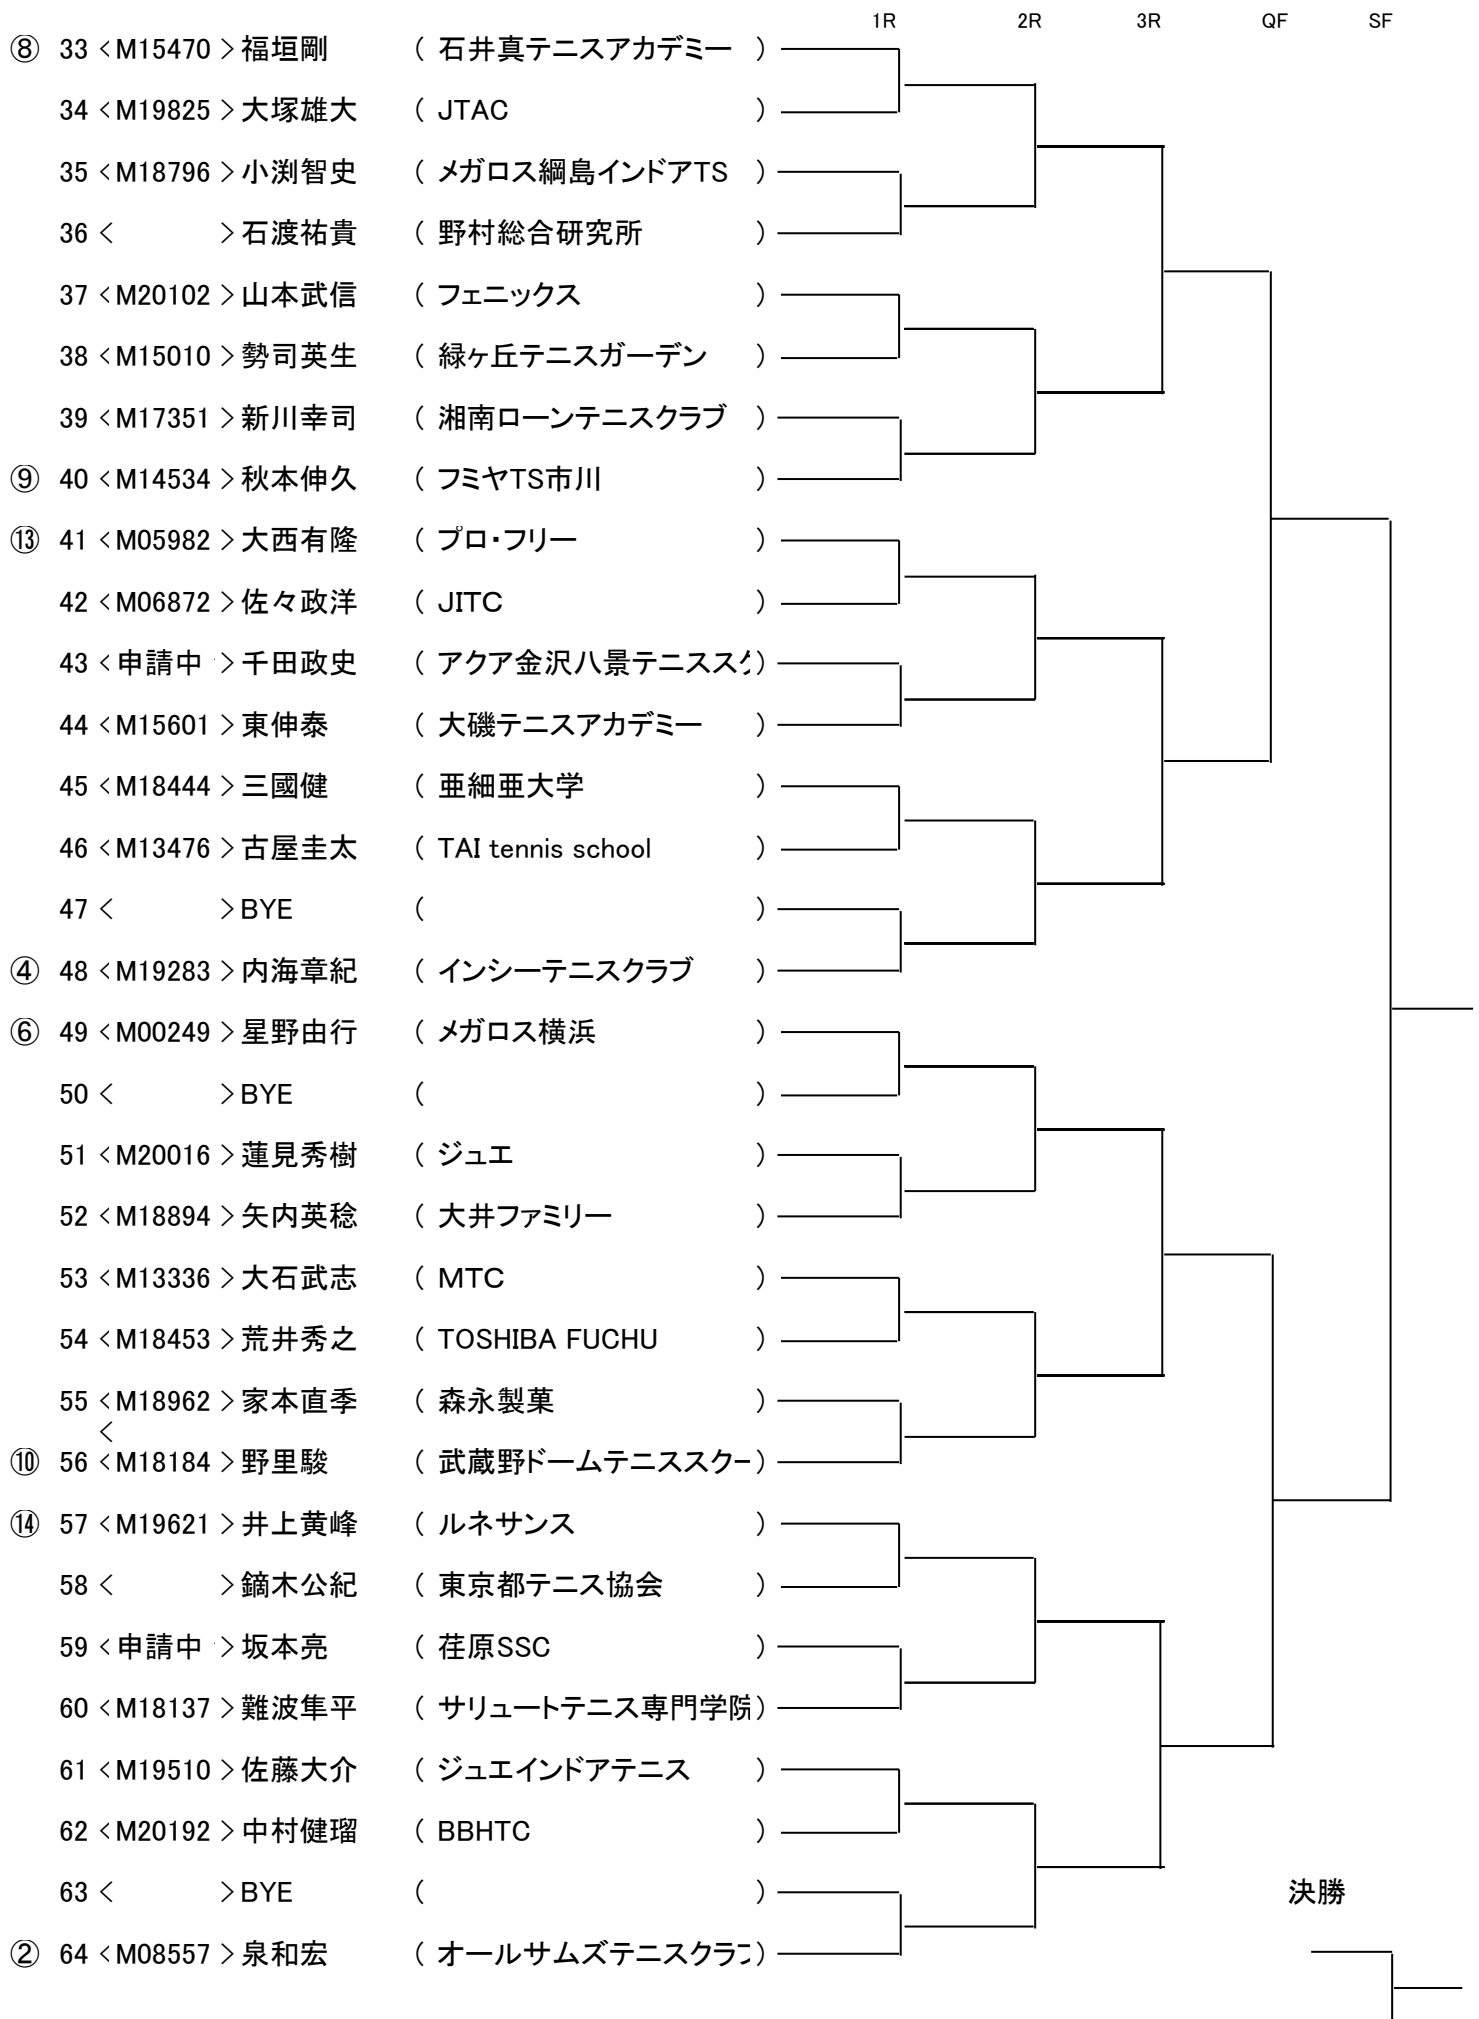 1R 2R 3R QF SF
⑧ 33 <M15470 >福垣剛 ( 石井真テニスアカデミー )
34 <M19825 >大塚雄大 ( JTAC )
35 <M18796 >小渕智史 ( メガロス綱島インドアTS )
36 < >石渡祐貴 ( 野村総合研究所 )
37 <M20102 >山本武信 ( フェニックス )
38 <M15010 >勢司英生 ( 緑ヶ丘テニスガーデン )
39 <M17351 >新川幸司 ( 湘南ローンテニスクラブ )
⑨ 40 <M14534 >秋本伸久 ( フミヤTS市川 )
⑬ 41 <M05982 >大西有隆 ( プロ・フリー )
42 <M06872 >佐々政洋 ( JITC )
43 <申請中 >千田政史 ( アクア金沢八景テニススク)
44 <M15601 >東伸泰 ( 大磯テニスアカデミー )
45 <M18444 >三國健 ( 亜細亜大学 )
46 <M13476 >古屋圭太 ( TAI tennis school )
47 < >BYE ( )
④ 48 <M19283 >内海章紀 ( インシーテニスクラブ )
⑥ 49 <M00249 >星野由行 ( メガロス横浜 )
50 < >BYE ( )
51 <M20016 >蓮見秀樹 ( ジュエ )
52 <M18894 >矢内英稔 ( 大井ファミリー )
53 <M13336 >大石武志 ( MTC )
54 <M18453 >荒井秀之 ( TOSHIBA FUCHU )
55 <M18962 >家本直季 ( 森永製菓 )
<
⑩ 56 <M18184 >野里駿 ( 武蔵野ドームテニススクー)
⑭ 57 <M19621 >井上黄峰 ( ルネサンス )
58 < >鏑木公紀 ( 東京都テニス協会 )
59 <申請中 >坂本亮 ( 荏原SSC )
60 <M18137 >難波隼平 ( サリュートテニス専門学院)
61 <M19510 >佐藤大介 ( ジュエインドアテニス )
62 <M20192 >中村健瑠 ( BBHTC )
63 < >BYE ( )
決勝
② 64 <M08557 >泉和宏 ( オールサムズテニスクラブ)